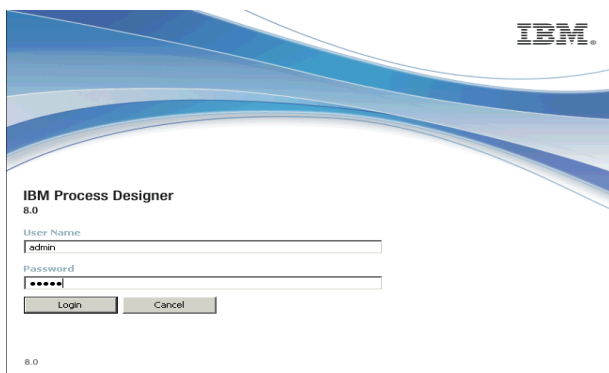 IBM®
IBM Process Designer
8.0
User Name
admin
Password
●●●●●
Login Cancel
8.0